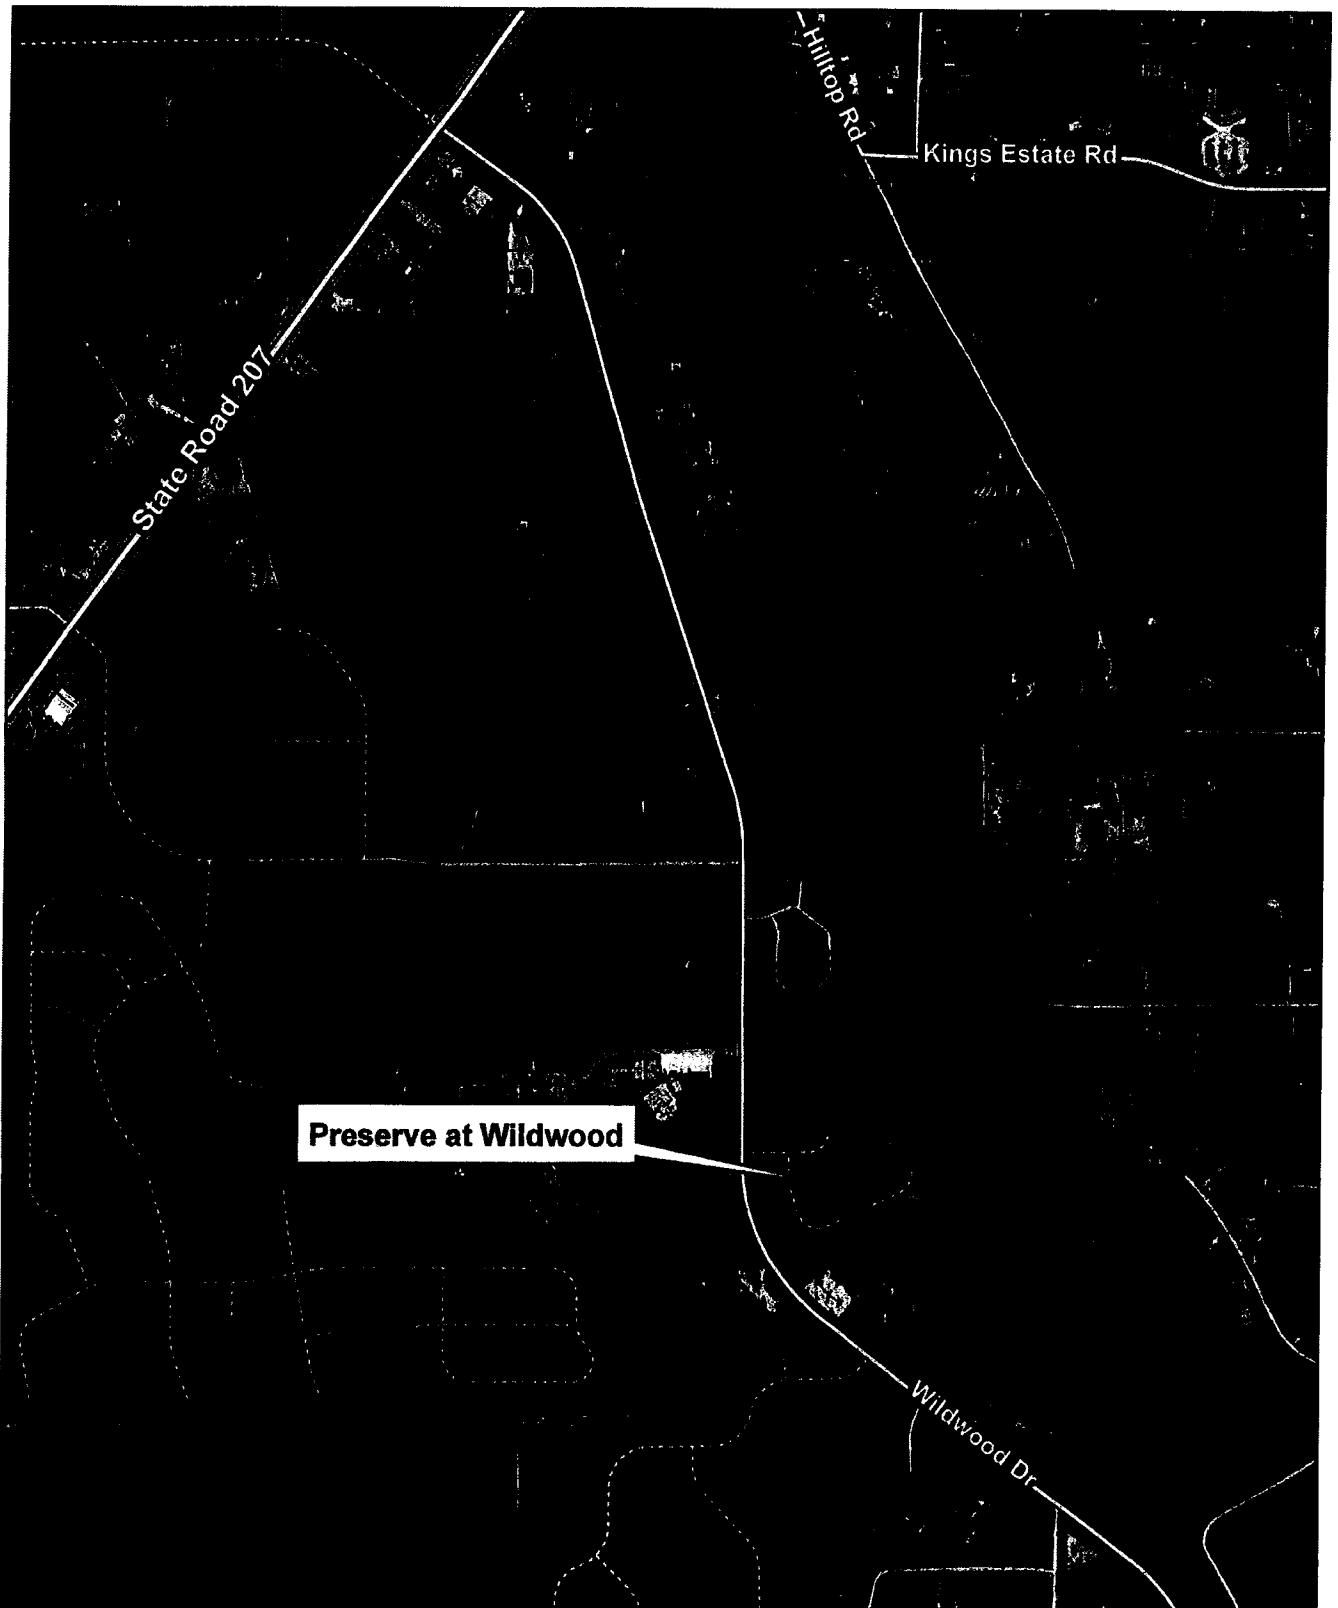 Hilltop Rd
Kings Estate Rd
State Road 207
Preserve at Wildwood
Wildwood Dr